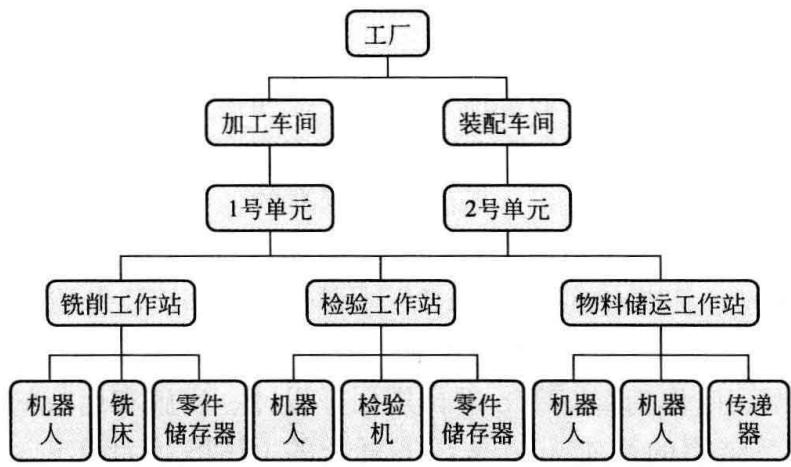 工厂
加工车间
装配车间
1号单元
2号单元
铣削工作站
检验工作站
物料储运工作站
机器
人
铣
床
零件
储存器
机器
人
检验
机
零件
储存器
机器
人
机器
人
传递
器